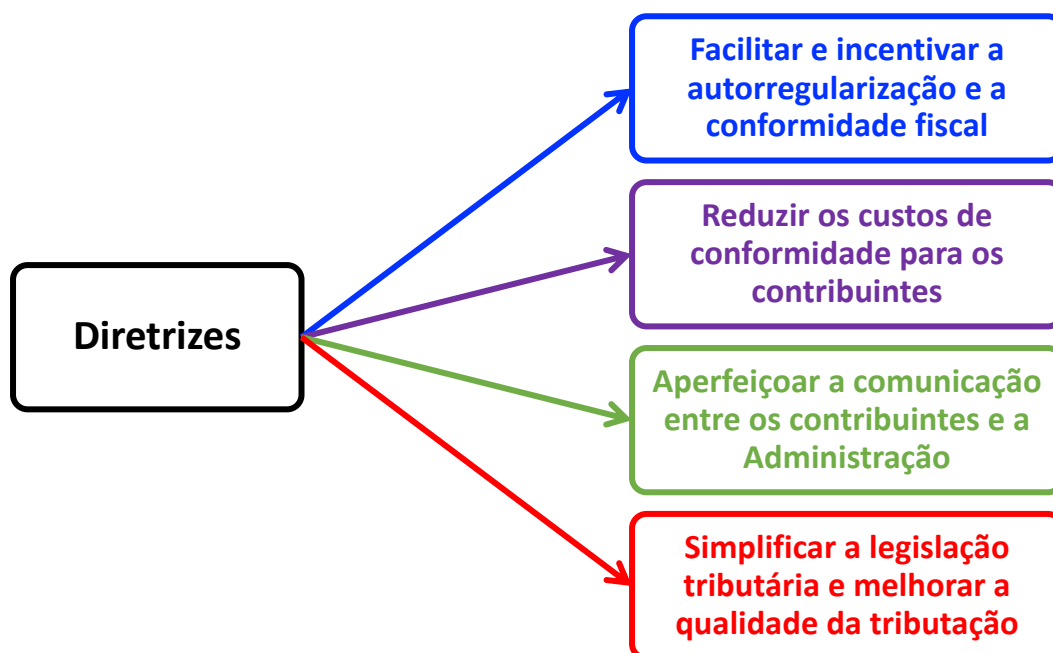 Diretrizes
Facilitar e incentivar a
autorregularização e a
conformidade fiscal
Reduzir os custos de
conformidade para os
contribuintes
Aperfeiçoar a comunicação
entre os contribuintes e a
Administração
Simplificar a legislação
tributária e melhorar a
qualidade da tributação